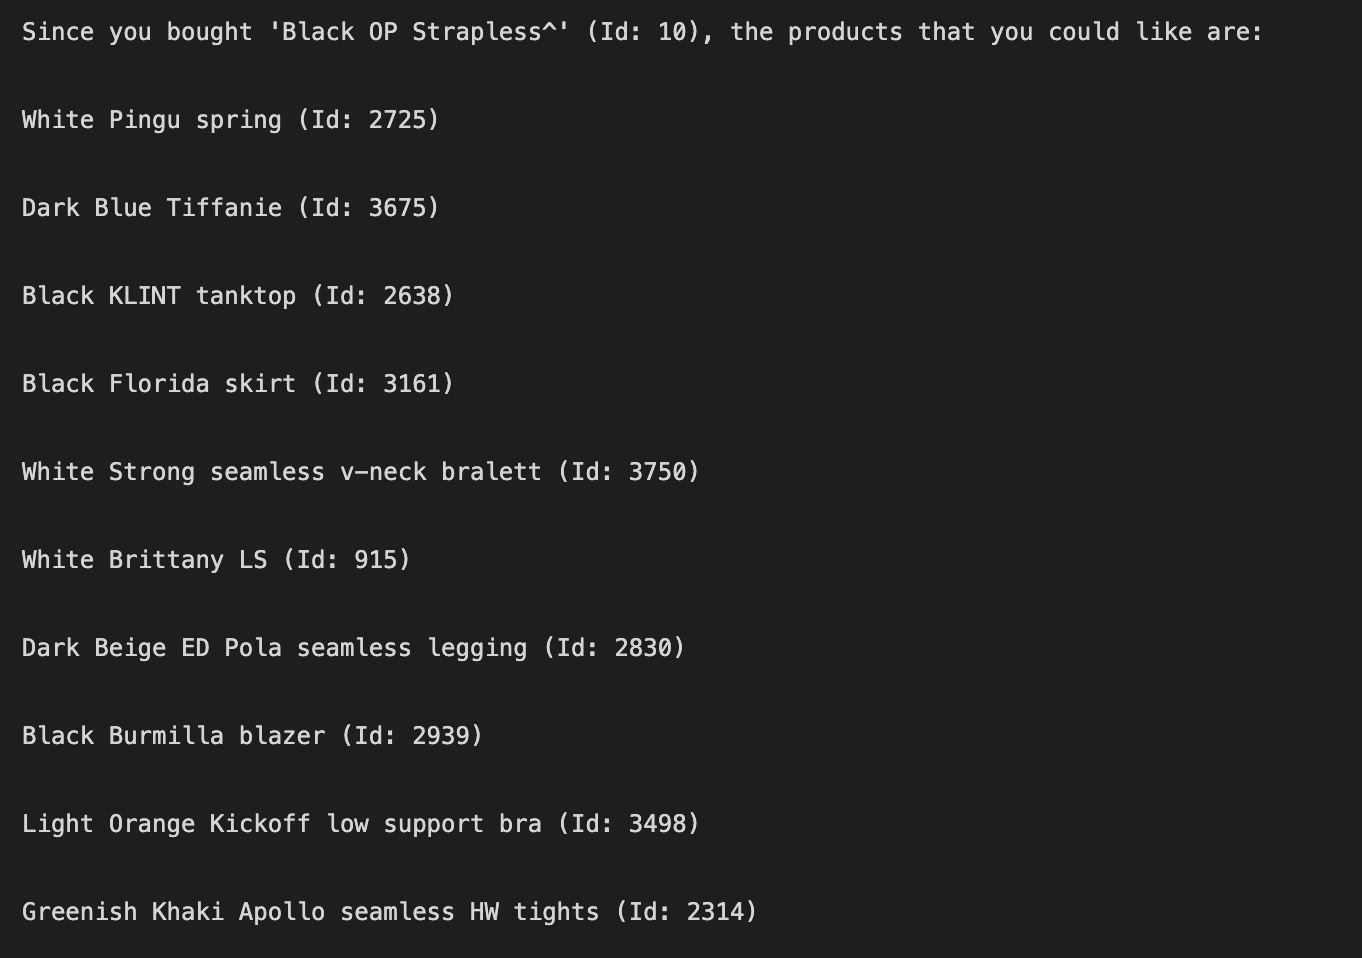 Since you bought 'Black OP Strapless^' (Id: 10), the products that you could like are:
White Pingu spring (Id: 2725)
Dark Blue Tiffanie (Id: 3675)
Black KLINT tanktop (Id: 2638)
Black Florida skirt (Id: 3161)
White Strong seamless v-neck bralett (Id: 3750)
White Brittany LS (Id: 915)
Dark Beige ED Pola seamless legging (Id: 2830)
Black Burmilla blazer (Id: 2939)
Light Orange Kickoff low support bra (Id: 3498)
Greenish Khaki Apollo seamless HW tights (Id: 2314)